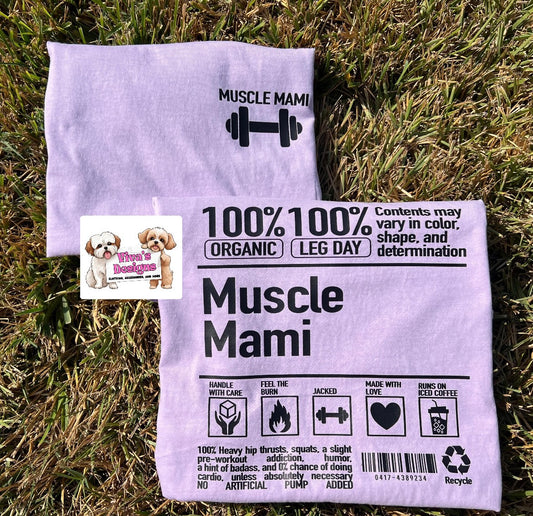 MUSCLE MAMI
Viva's
Designs
100% 100%
ORGANIC LEG DAY
Contents may
vary in color,
shape, and
determination
Muscle
Mami
HANDLE
WITH CARE
FEEL THE
BURN
JACKED
MADE WITH
LOVE
RUNS ON
ICED COFFEE
100% Heavy hip thrusts, squats, a slight
pre-workout addiction, humor,
a hint of badass, and 0% chance of doing
cardio, unless absolutely necessary
NO ARTIFICIAL PUMP ADDED
0417-4389234
Recycle